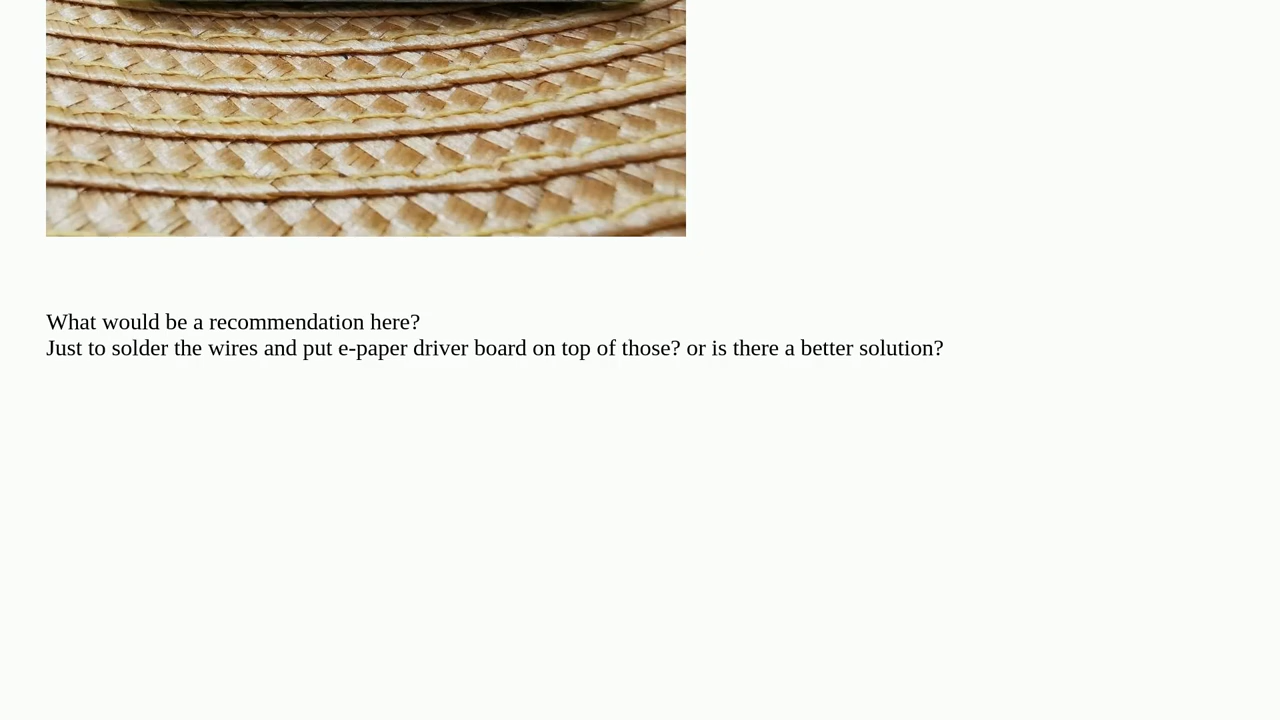 What would be a recommendation here?
Just to solder the wires and put e-paper driver board on top of those? or is there a better solution?